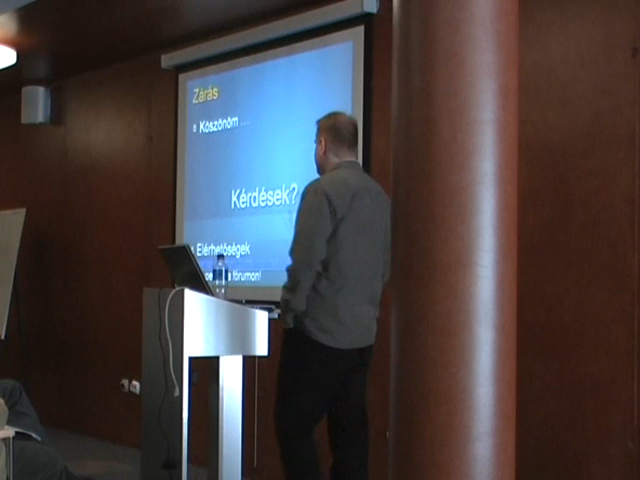 Zárás
Köszönöm ....
Kérdések?
Elérhetőségek
fórumon!